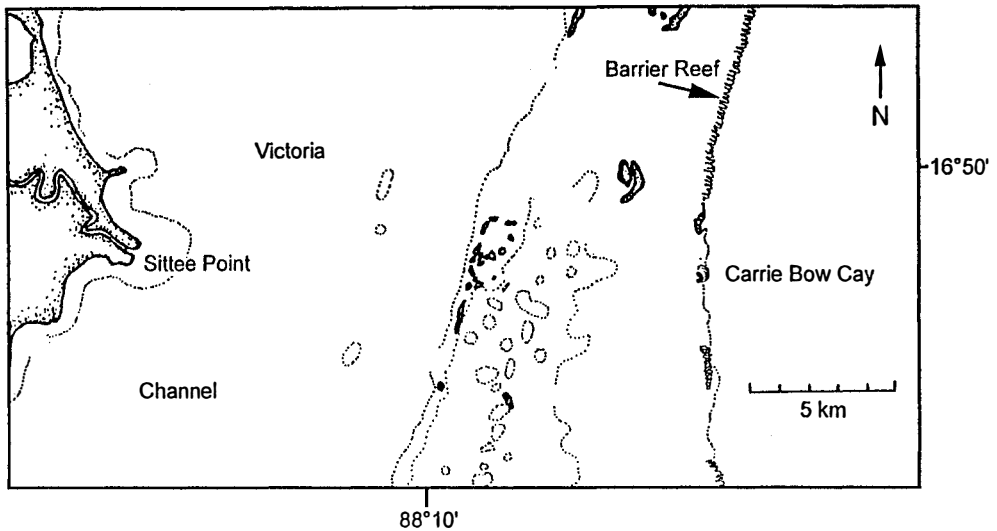 Barrier Reef
N
Victoria
16°50'
Sittee Point
Carrie Bow Cay
Channel
5 km
88°10'